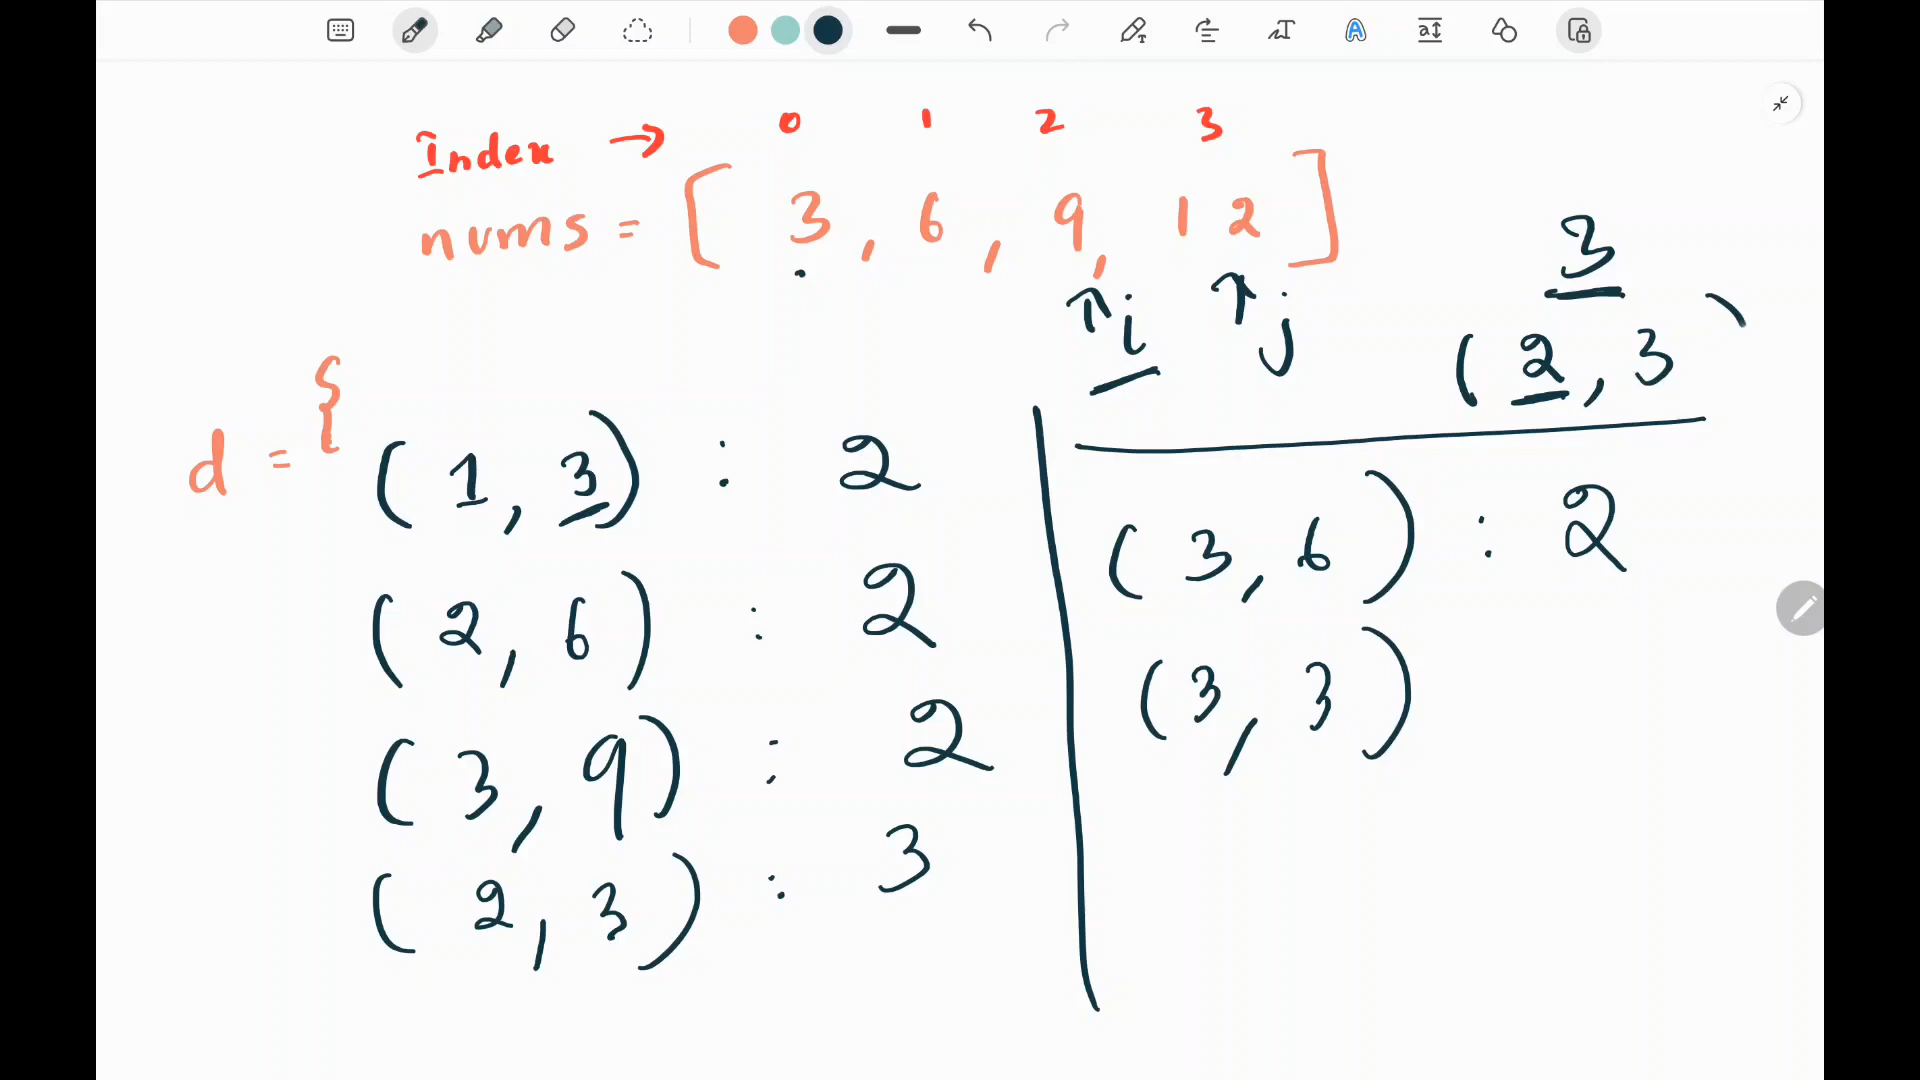 Index → 0 1 2 3
nums = [ 3 , 6 , 9 , 12 ]
↑i ↑j
3
( 2 , 3 )
d = {
( 1 , 3 ) : 2
( 2 , 6 ) : 2
( 3 , 9 ) : 2
( 2 , 3 ) : 3
( 3 , 6 ) : 2
( 3 , 3 )